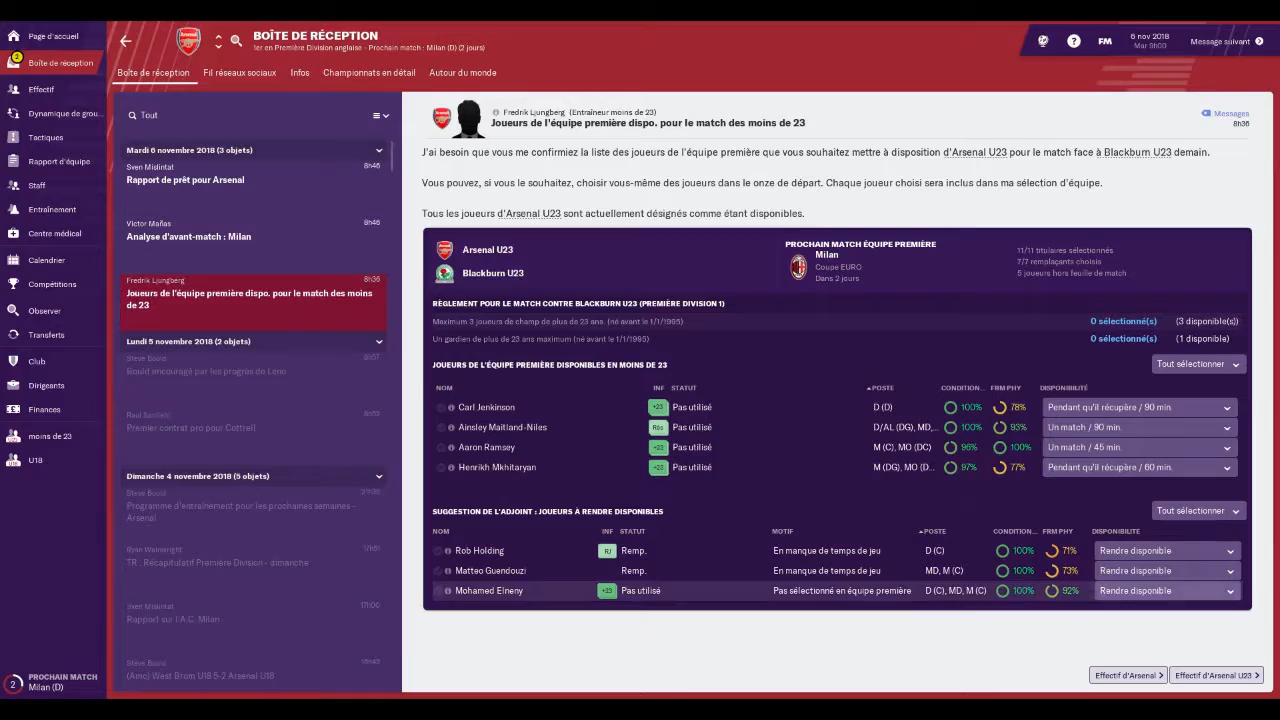 Page d'accueil
2
Boîte de réception
Effectif
Dynamique de grou...
Tactiques
Rapport d'équipe
Staff
Entraînement
Centre médical
Calendrier
Compétitions
Observer
Transferts
Club
Dirigeants
Finances
moins de 23
U18
2
PROCHAIN MATCH
Milan (D)
BOÎTE DE RÉCEPTION
1er en Première Division anglaise - Prochain match : Milan (D) (2 jours)
? FM
6 nov 2018
Mar 9h00
Message suivant
Boîte de réception Fil réseaux sociaux Infos Championnats en détail Autour du monde
Tout
Mardi 6 novembre 2018 (3 objets)
Sven Mislintat 8h46
Rapport de prêt pour Arsenal
Victor Mañas 8h46
Analyse d'avant-match : Milan
Fredrik Ljungberg 8h36
Joueurs de l'équipe première dispo. pour le match des moins
de 23
Lundi 5 novembre 2018 (2 objets)
Steve Bould
Bould encouragé par les progrès de Leno
Raul Sanllehi
Premier contrat pro pour Cottrell
Dimanche 4 novembre 2018 (5 objets)
Steve Bould
Programme d'entraînement pour les prochaines semaines -
Arsenal
Ryan Wainwright 17h51
TR : Récapitulatif Première Division - dimanche
Sven Mislintat 17h00
Rapport sur l'A.C. Milan
Steve Bould
(Amc) West Brom U18 5-2 Arsenal U18
Fredrik Ljungberg (Entraîneur moins de 23)
Joueurs de l'équipe première dispo. pour le match des moins de 23
Messages
8h36
J'ai besoin que vous me confirmiez la liste des joueurs de l'équipe première que vous souhaitez mettre à disposition d'Arsenal U23 pour le match face à Blackburn U23 demain.
Vous pouvez, si vous le souhaitez, choisir vous-même des joueurs dans le onze de départ. Chaque joueur choisi sera inclus dans ma sélection d'équipe.
Tous les joueurs d'Arsenal U23 sont actuellement désignés comme étant disponibles.
Arsenal U23
Blackburn U23
PROCHAIN MATCH ÉQUIPE PREMIÈRE
Milan
Coupe EURO
Dans 2 jours
11/11 titulaires sélectionnés
7/7 remplaçants choisis
5 joueurs hors feuille de match
RÈGLEMENT POUR LE MATCH CONTRE BLACKBURN U23 (PREMIÈRE DIVISION 1)
Maximum 3 joueurs de champ de plus de 23 ans. (né avant le 1/1/1995) 0 sélectionné(s) (3 disponible(s))
Un gardien de plus de 23 ans maximum (né avant le 1/1/1995) 0 sélectionné(s) (1 disponible)
JOUEURS DE L'ÉQUIPE PREMIÈRE DISPONIBLES EN MOINS DE 23 Tout sélectionner
NOM INF STATUT POSTE CONDITION... FRM PHY DISPONIBILITÉ
Carl Jenkinson +23 Pas utilisé D (D) 100% 78% Pendant qu'il récupère / 90 min.
Ainsley Maitland-Niles Rés Pas utilisé D/AL (DG), MD,... 100% 93% Un match / 90 min.
Aaron Ramsey +23 Pas utilisé M (C), MO (DC) 96% 100% Un match / 45 min.
Henrikh Mkhitaryan +23 Pas utilisé M (DG), MO (D... 97% 77% Pendant qu'il récupère / 60 min.
SUGGESTION DE L'ADJOINT : JOUEURS À RENDRE DISPONIBLES Tout sélectionner
NOM INF STATUT MOTIF POSTE CONDITION... FRM PHY DISPONIBILITÉ
Rob Holding RJ Remp. En manque de temps de jeu D (C) 100% 71% Rendre disponible
Matteo Guendouzi Remp. En manque de temps de jeu MD, M (C) 100% 73% Rendre disponible
Mohamed Elneny +23 Pas utilisé Pas sélectionné en équipe première D (C), MD, M (C) 100% 92% Rendre disponible
Effectif d'Arsenal Effectif d'Arsenal U23